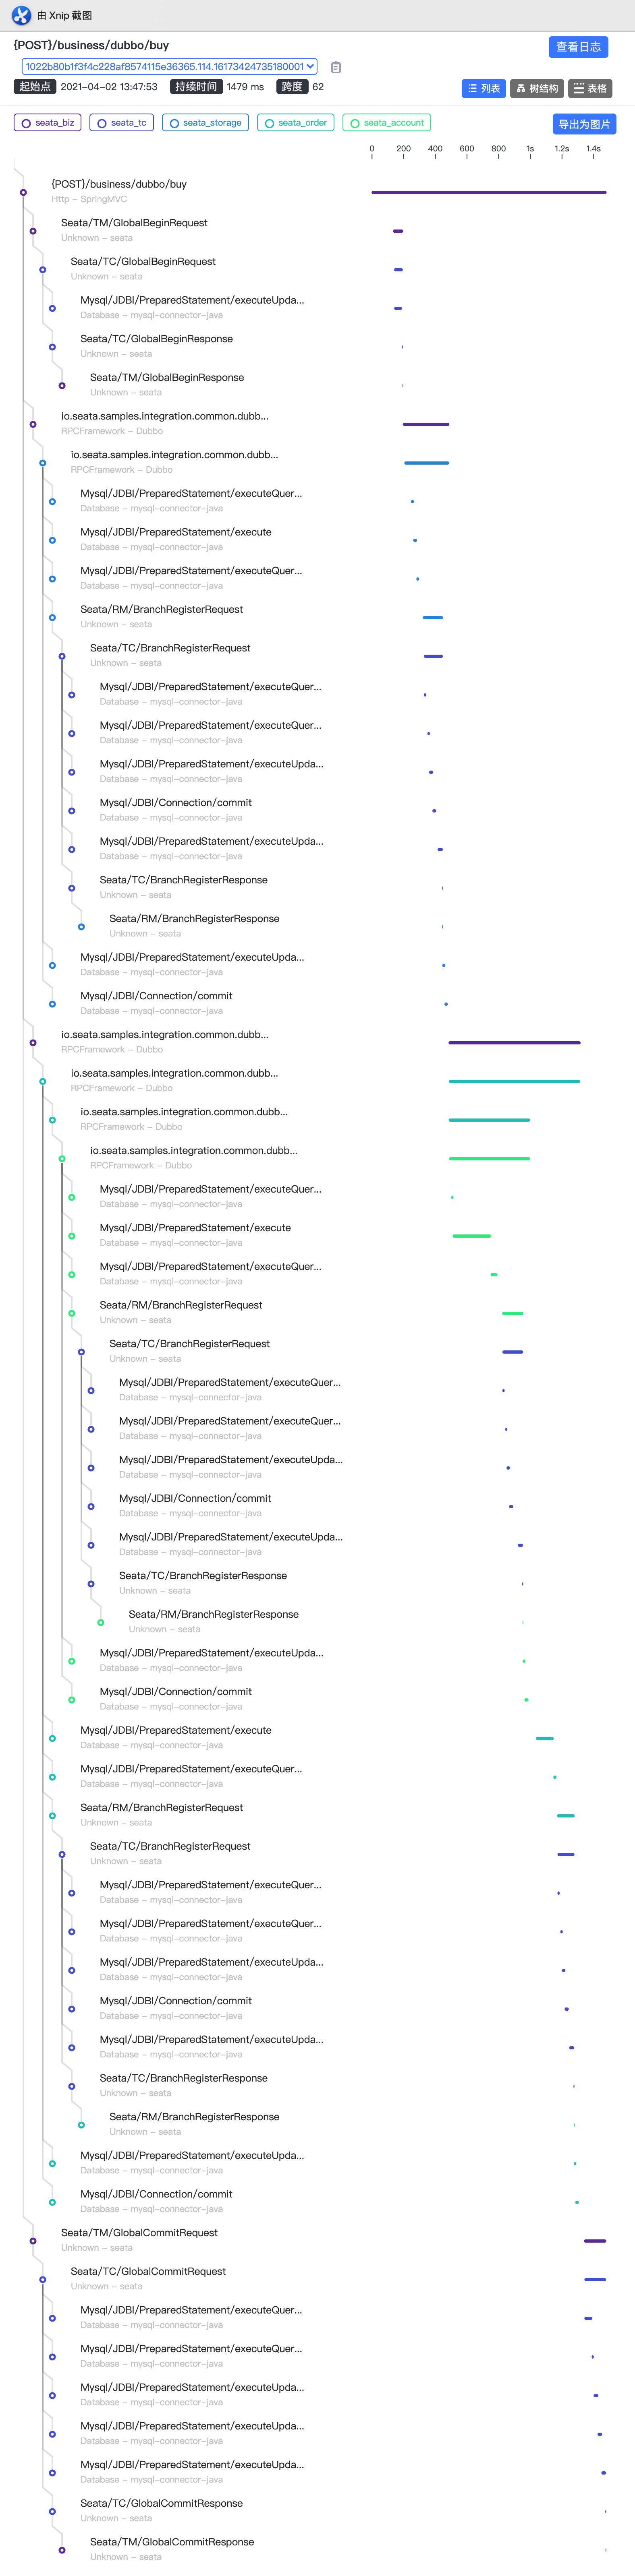 由 Xnip 截图
{POST}/business/dubbo/buy
查看日志
1022b80b1f3f4c228af8574115e36365.114.16173424735180001
起始点 2021-04-02 13:47:53 持续时间 1479 ms 跨度 62
列表 树结构 表格
seata_biz seata_tc seata_storage seata_order seata_account
导出为图片
0 200 400 600 800 1s 1.2s 1.4s
{POST}/business/dubbo/buy
Http - SpringMVC
Seata/TM/GlobalBeginRequest
Unknown - seata
Seata/TC/GlobalBeginRequest
Unknown - seata
Mysql/JDBI/PreparedStatement/executeUpda...
Database - mysql-connector-java
Seata/TC/GlobalBeginResponse
Unknown - seata
Seata/TM/GlobalBeginResponse
Unknown - seata
io.seata.samples.integration.common.dubb...
RPCFramework - Dubbo
io.seata.samples.integration.common.dubb...
RPCFramework - Dubbo
Mysql/JDBI/PreparedStatement/executeQuer...
Database - mysql-connector-java
Mysql/JDBI/PreparedStatement/execute
Database - mysql-connector-java
Mysql/JDBI/PreparedStatement/executeQuer...
Database - mysql-connector-java
Seata/RM/BranchRegisterRequest
Unknown - seata
Seata/TC/BranchRegisterRequest
Unknown - seata
Mysql/JDBI/PreparedStatement/executeQuer...
Database - mysql-connector-java
Mysql/JDBI/PreparedStatement/executeQuer...
Database - mysql-connector-java
Mysql/JDBI/PreparedStatement/executeUpda...
Database - mysql-connector-java
Mysql/JDBI/Connection/commit
Database - mysql-connector-java
Mysql/JDBI/PreparedStatement/executeUpda...
Database - mysql-connector-java
Seata/TC/BranchRegisterResponse
Unknown - seata
Seata/RM/BranchRegisterResponse
Unknown - seata
Mysql/JDBI/PreparedStatement/executeUpda...
Database - mysql-connector-java
Mysql/JDBI/Connection/commit
Database - mysql-connector-java
io.seata.samples.integration.common.dubb...
RPCFramework - Dubbo
io.seata.samples.integration.common.dubb...
RPCFramework - Dubbo
io.seata.samples.integration.common.dubb...
RPCFramework - Dubbo
io.seata.samples.integration.common.dubb...
RPCFramework - Dubbo
Mysql/JDBI/PreparedStatement/executeQuer...
Database - mysql-connector-java
Mysql/JDBI/PreparedStatement/execute
Database - mysql-connector-java
Mysql/JDBI/PreparedStatement/executeQuer...
Database - mysql-connector-java
Seata/RM/BranchRegisterRequest
Unknown - seata
Seata/TC/BranchRegisterRequest
Unknown - seata
Mysql/JDBI/PreparedStatement/executeQuer...
Database - mysql-connector-java
Mysql/JDBI/PreparedStatement/executeQuer...
Database - mysql-connector-java
Mysql/JDBI/PreparedStatement/executeUpda...
Database - mysql-connector-java
Mysql/JDBI/Connection/commit
Database - mysql-connector-java
Mysql/JDBI/PreparedStatement/executeUpda...
Database - mysql-connector-java
Seata/TC/BranchRegisterResponse
Unknown - seata
Seata/RM/BranchRegisterResponse
Unknown - seata
Mysql/JDBI/PreparedStatement/executeUpda...
Database - mysql-connector-java
Mysql/JDBI/Connection/commit
Database - mysql-connector-java
Mysql/JDBI/PreparedStatement/execute
Database - mysql-connector-java
Mysql/JDBI/PreparedStatement/executeQuer...
Database - mysql-connector-java
Seata/RM/BranchRegisterRequest
Unknown - seata
Seata/TC/BranchRegisterRequest
Unknown - seata
Mysql/JDBI/PreparedStatement/executeQuer...
Database - mysql-connector-java
Mysql/JDBI/PreparedStatement/executeQuer...
Database - mysql-connector-java
Mysql/JDBI/PreparedStatement/executeUpda...
Database - mysql-connector-java
Mysql/JDBI/Connection/commit
Database - mysql-connector-java
Mysql/JDBI/PreparedStatement/executeUpda...
Database - mysql-connector-java
Seata/TC/BranchRegisterResponse
Unknown - seata
Seata/RM/BranchRegisterResponse
Unknown - seata
Mysql/JDBI/PreparedStatement/executeUpda...
Database - mysql-connector-java
Mysql/JDBI/Connection/commit
Database - mysql-connector-java
Seata/TM/GlobalCommitRequest
Unknown - seata
Seata/TC/GlobalCommitRequest
Unknown - seata
Mysql/JDBI/PreparedStatement/executeQuer...
Database - mysql-connector-java
Mysql/JDBI/PreparedStatement/executeQuer...
Database - mysql-connector-java
Mysql/JDBI/PreparedStatement/executeUpda...
Database - mysql-connector-java
Mysql/JDBI/PreparedStatement/executeUpda...
Database - mysql-connector-java
Mysql/JDBI/PreparedStatement/executeUpda...
Database - mysql-connector-java
Seata/TC/GlobalCommitResponse
Unknown - seata
Seata/TM/GlobalCommitResponse
Unknown - seata